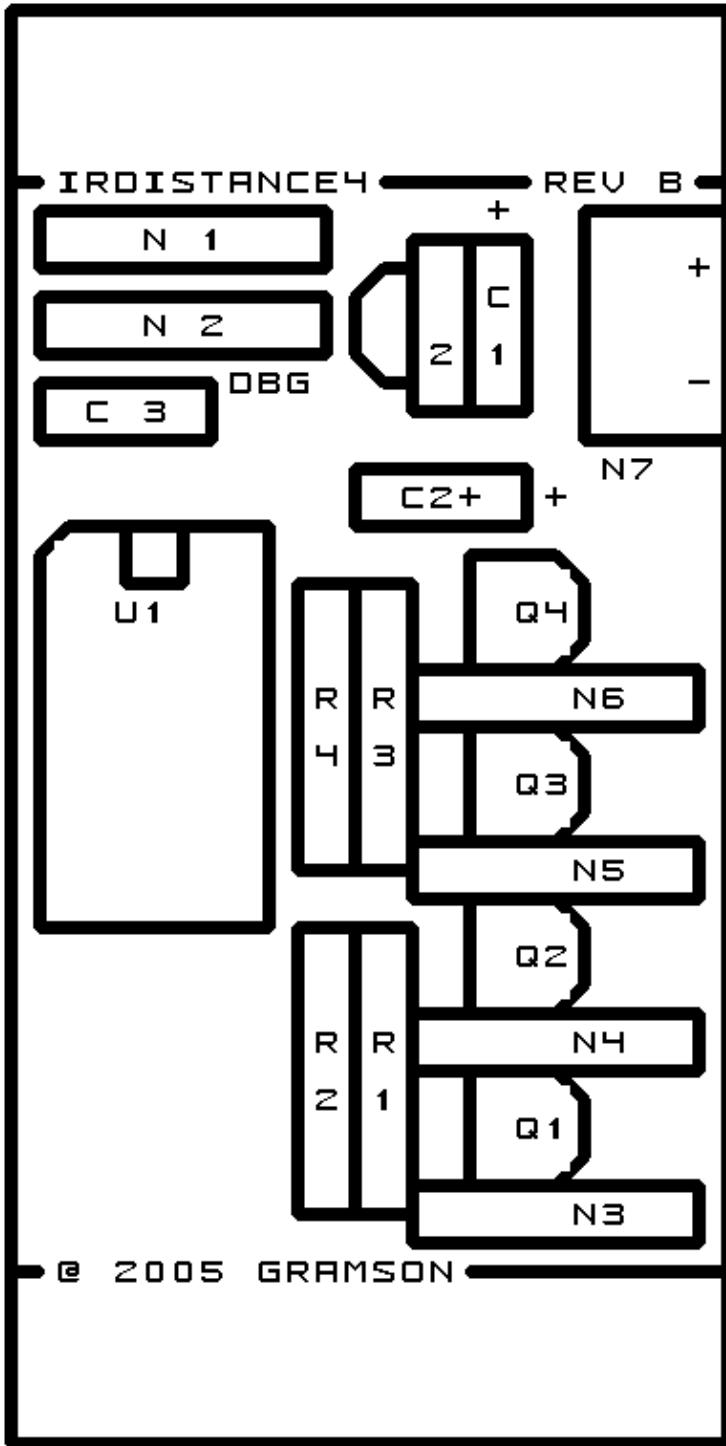 IRDISTANCE4 REV B
+
N 1
+
C
N 2
2 1
DBG
C 3
-
N7
C2+ +
U1
Q4
R R N6
4 3
Q3
N5
Q2
R R N4
2 1
Q1
N3
@ 2005 GRAMSON